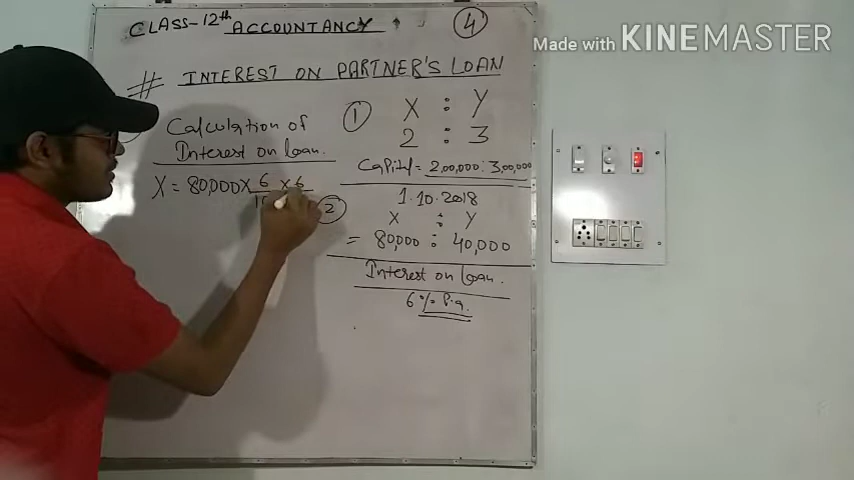 CLASS-12th ACCOUNTANCY
4
Made with KINEMASTER
# INTEREST ON PARTNER'S LOAN
Calculation of
Interest on loan.
X = 80,000 x 6 x 6
1 X : Y
2 : 3
Capital = 2,00,000 : 3,00,000
1.10.2018
X : Y
2
= 80,000 : 40,000
Interest on loan.
6% P.a.